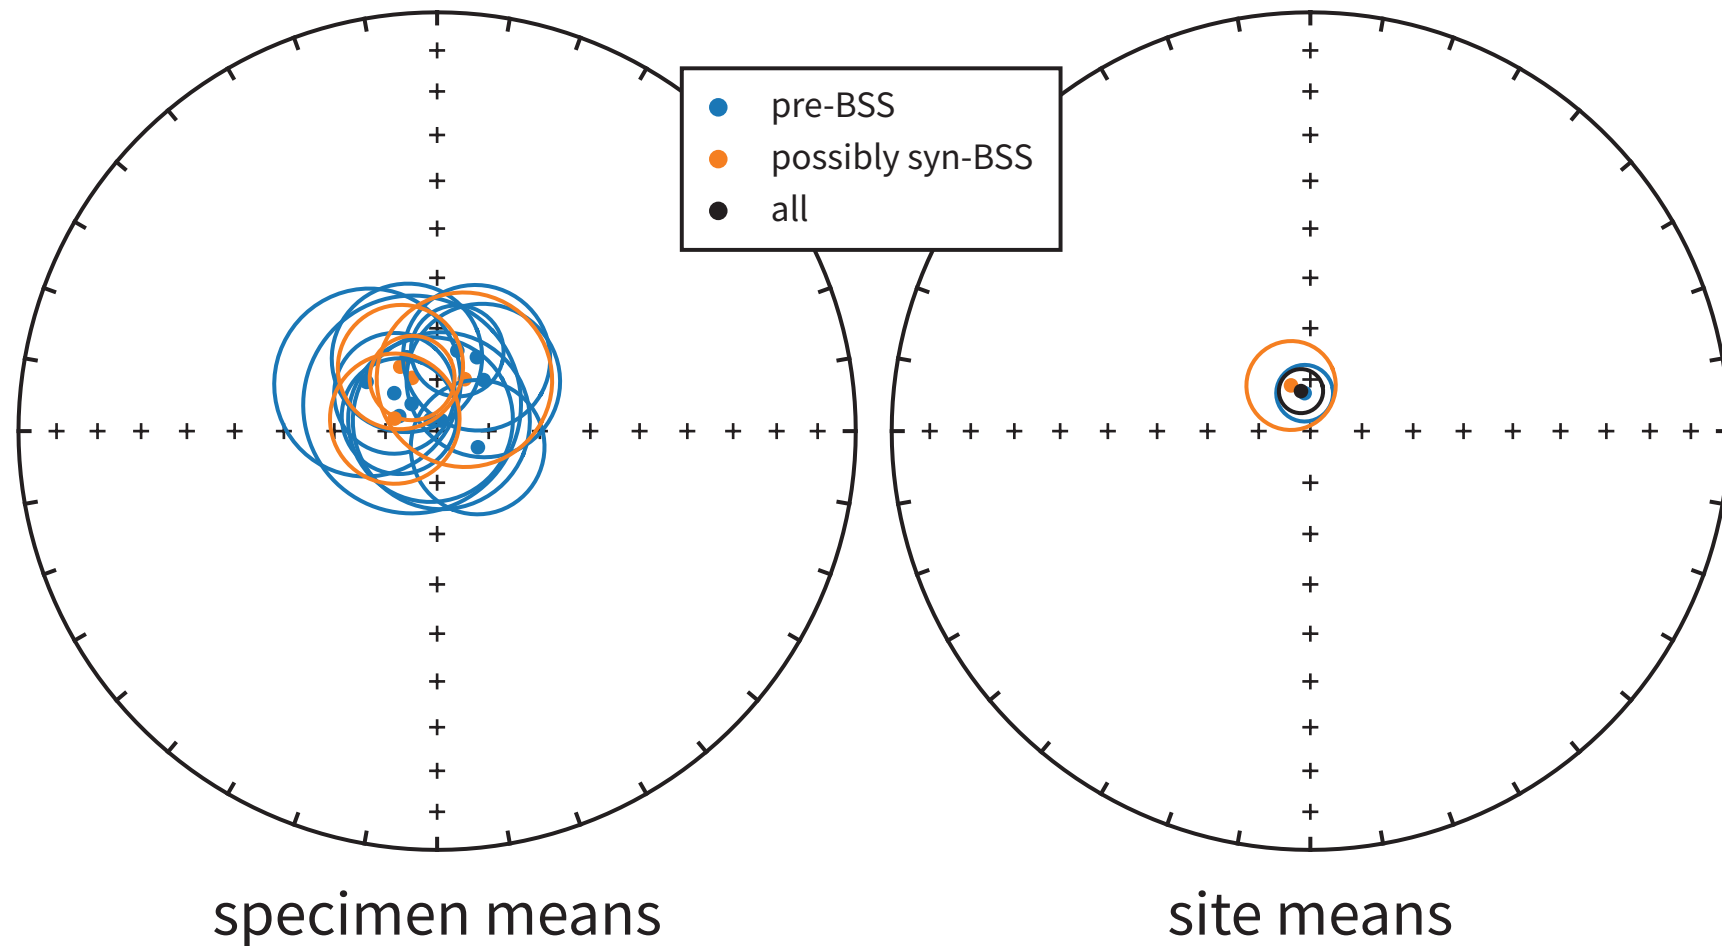 pre-BSS
possibly syn-BSS
all
specimen means
site means